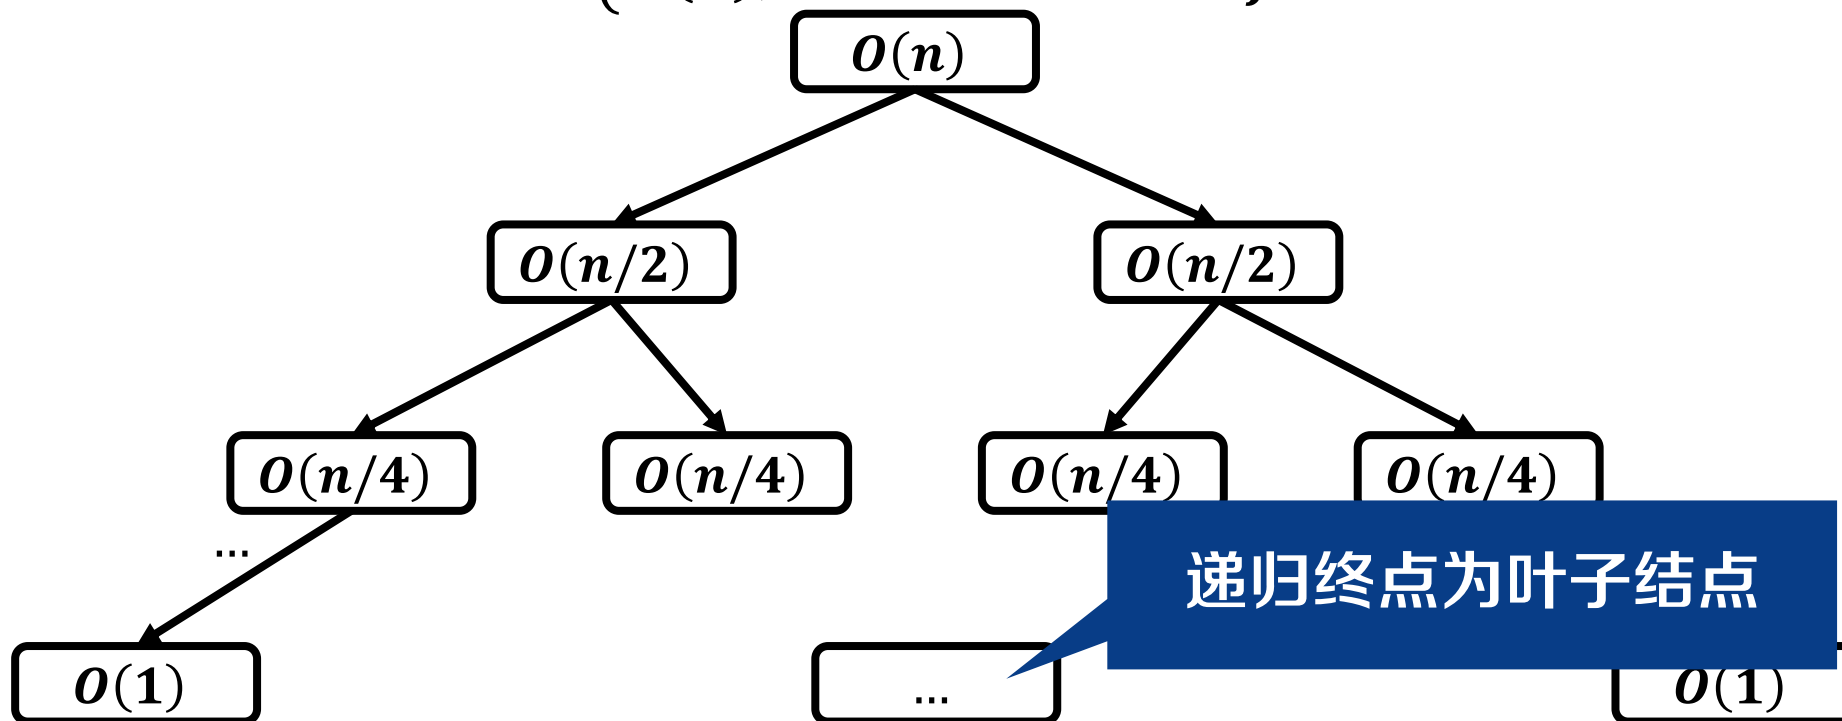 O(n)
O(n/2) O(n/2)
O(n/4) O(n/4) O(n/4) O(n/4)
...
递归终点为叶子结点
O(1) ... O(1)